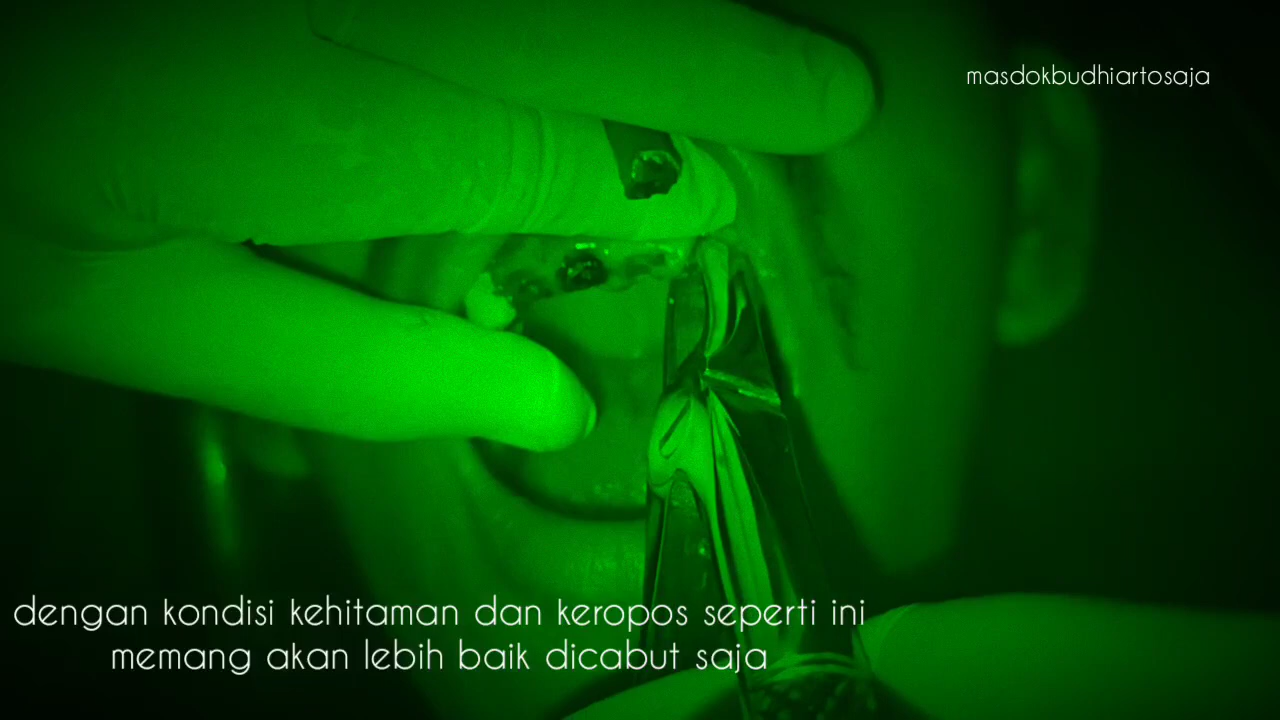 masdokbudhiartosaja
dengan kondisi kehitaman dan keropos seperti ini
memang akan lebih baik dicabut saja